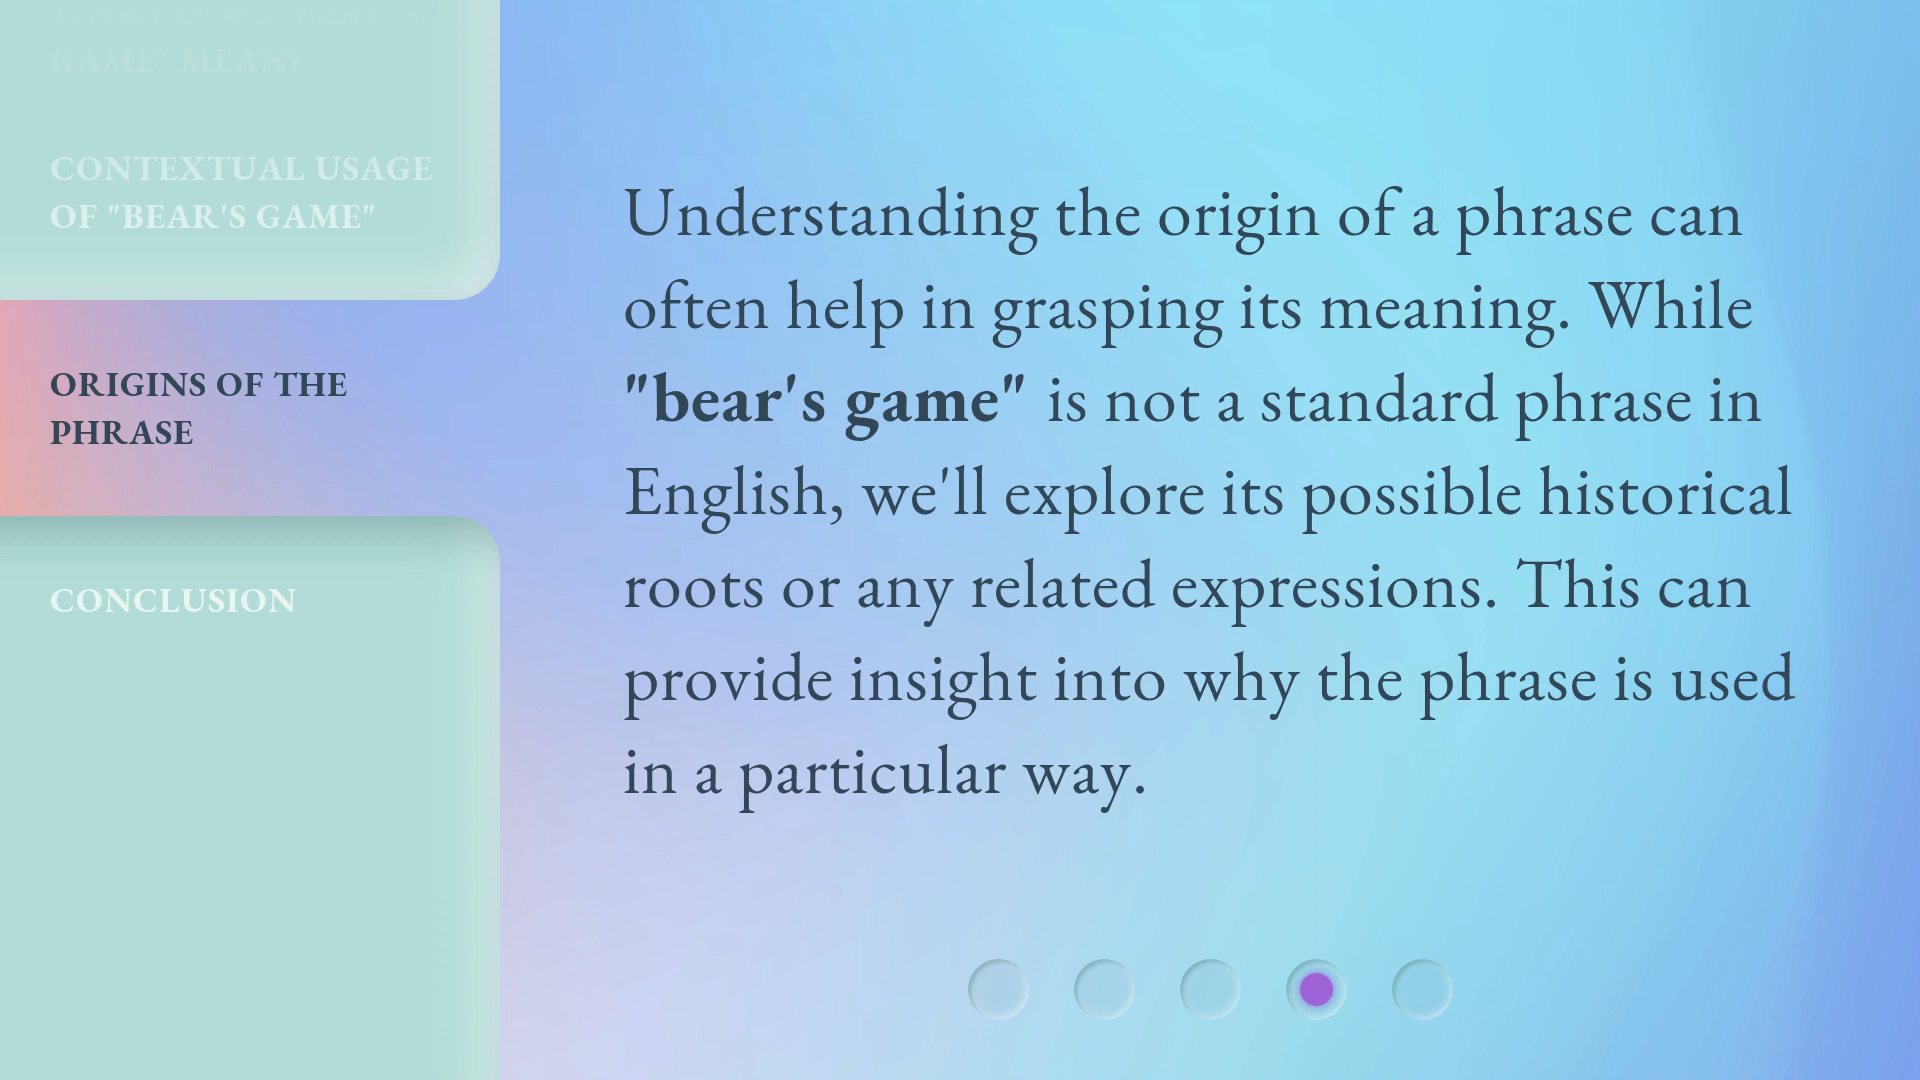 GAME" MEAN?
CONTEXTUAL USAGE
OF "BEAR'S GAME"
ORIGINS OF THE
PHRASE
CONCLUSION
Understanding the origin of a phrase can
often help in grasping its meaning. While
"bear's game" is not a standard phrase in
English, we'll explore its possible historical
roots or any related expressions. This can
provide insight into why the phrase is used
in a particular way.